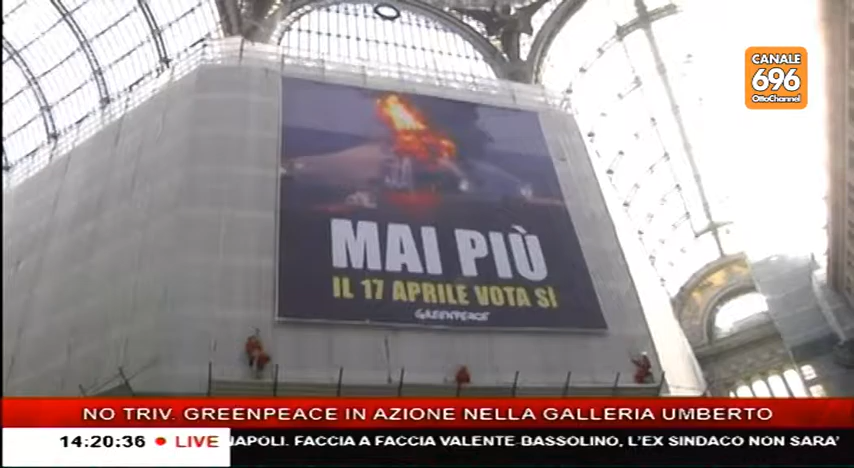 CANALE
696
OttoChannel
MAI PIÙ
IL 17 APRILE VOTA SÌ
GREENPEACE
NO TRIV. GREENPEACE IN AZIONE NELLA GALLERIA UMBERTO
14:20:36 LIVE NAPOLI. FACCIA A FACCIA VALENTE-BASSOLINO, L'EX SINDACO NON SARA'